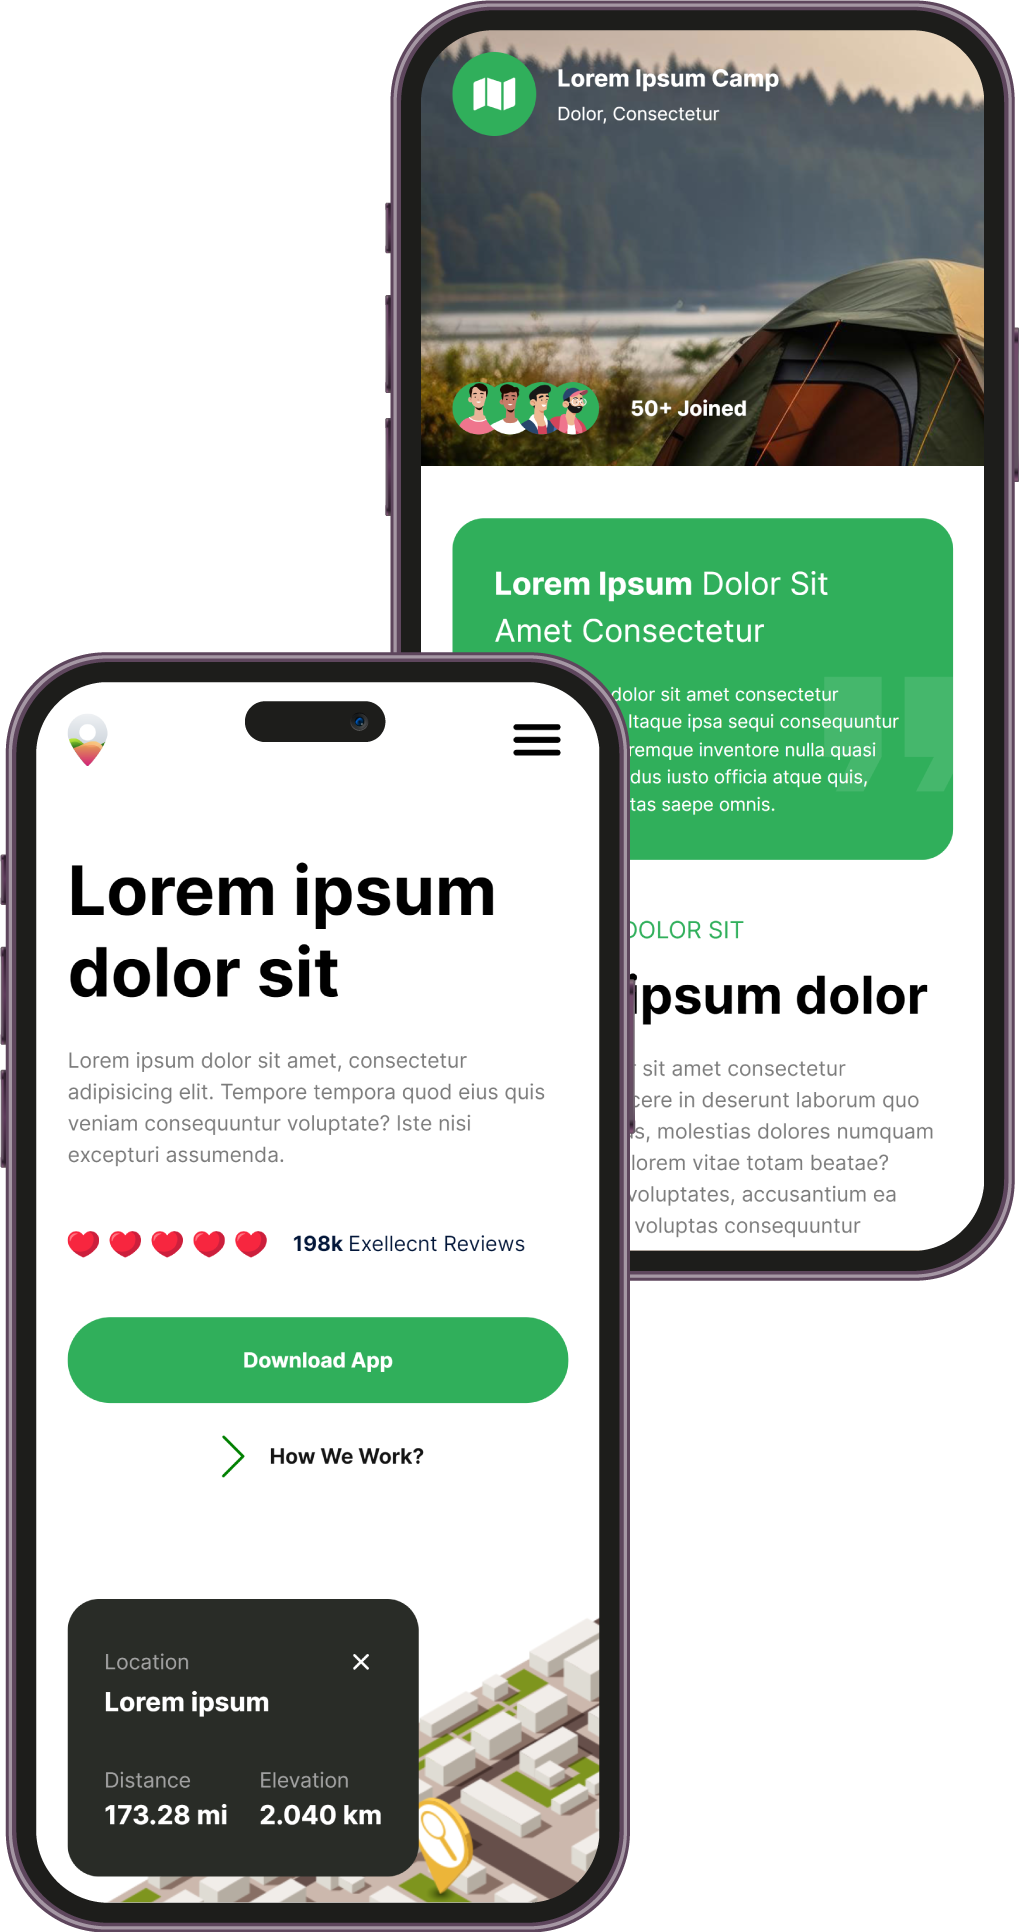 Lorem Ipsum Camp
Dolor, Consectetur
50+ Joined
Lorem Ipsum Dolor Sit
Amet Consectetur
dolor sit amet consectetur
Itaque ipsa sequi consequuntur
remque inventore nulla quasi
dus iusto officia atque quis,
tas saepe omnis.
DOLOR SIT
ipsum dolor
sit amet consectetur
cere in deserunt laborum quo
s, molestias dolores numquam
lorem vitae totam beatae?
voluptates, accusantium ea
voluptas consequuntur
Lorem ipsum
dolor sit
Lorem ipsum dolor sit amet, consectetur
adipisicing elit. Tempore tempora quod eius quis
veniam consequuntur voluptate? Iste nisi
excepturi assumenda.
198k Exellecnt Reviews
Download App
How We Work?
Location
Lorem ipsum
Distance Elevation
173.28 mi 2.040 km